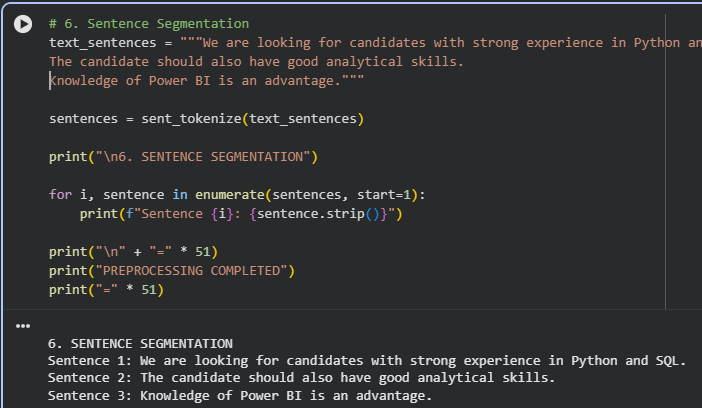 # 6. Sentence Segmentation
text_sentences = """We are looking for candidates with strong experience in Python an
The candidate should also have good analytical skills.
Knowledge of Power BI is an advantage."""
sentences = sent_tokenize(text_sentences)
print("\n6. SENTENCE SEGMENTATION")
for i, sentence in enumerate(sentences, start=1):
    print(f"Sentence {i}: {sentence.strip()}")
print("\n" + "=" * 51)
print("PREPROCESSING COMPLETED")
print("=" * 51)
6. SENTENCE SEGMENTATION
Sentence 1: We are looking for candidates with strong experience in Python and SQL.
Sentence 2: The candidate should also have good analytical skills.
Sentence 3: Knowledge of Power BI is an advantage.